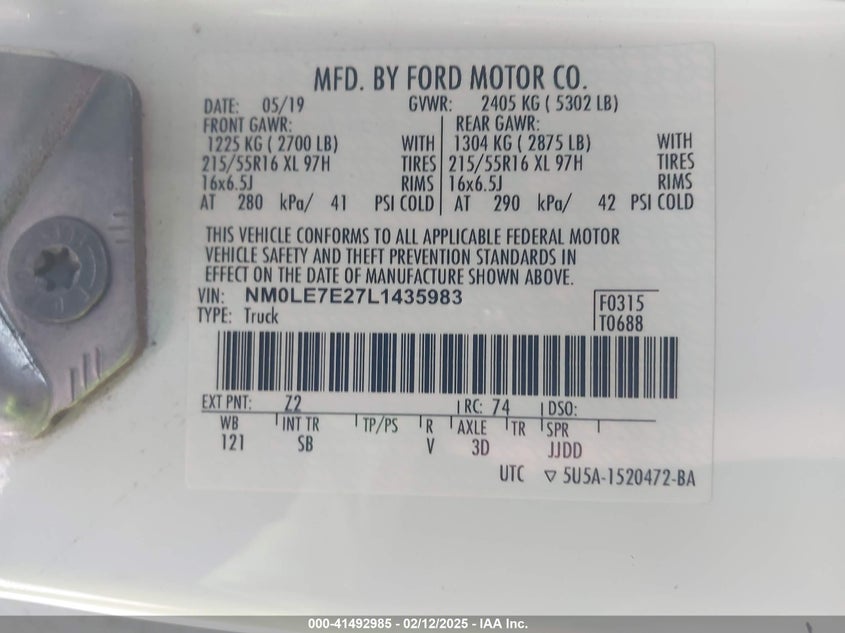 MFD. BY FORD MOTOR CO.
DATE: 05/19 GVWR: 2405 KG ( 5302 LB)
FRONT GAWR: REAR GAWR:
1225 KG ( 2700 LB) WITH 1304 KG ( 2875 LB) WITH
215/55R16 XL 97H TIRES 215/55R16 XL 97H TIRES
16x6.5J RIMS 16x6.5J RIMS
AT 280 kPa/ 41 PSI COLD AT 290 kPa/ 42 PSI COLD
THIS VEHICLE CONFORMS TO ALL APPLICABLE FEDERAL MOTOR
VEHICLE SAFETY AND THEFT PREVENTION STANDARDS IN
EFFECT ON THE DATE OF MANUFACTURE SHOWN ABOVE.
VIN: NM0LE7E27L1435983 F0315
TYPE: Truck T0688
EXT PNT: Z2 RC: 74 DSO:
WB INT TR TP/PS R AXLE TR SPR
121 SB V 3D JJDD
UTC ▽ 5U5A-1520472-BA
000-41492985 - 02/12/2025 - IAA Inc.